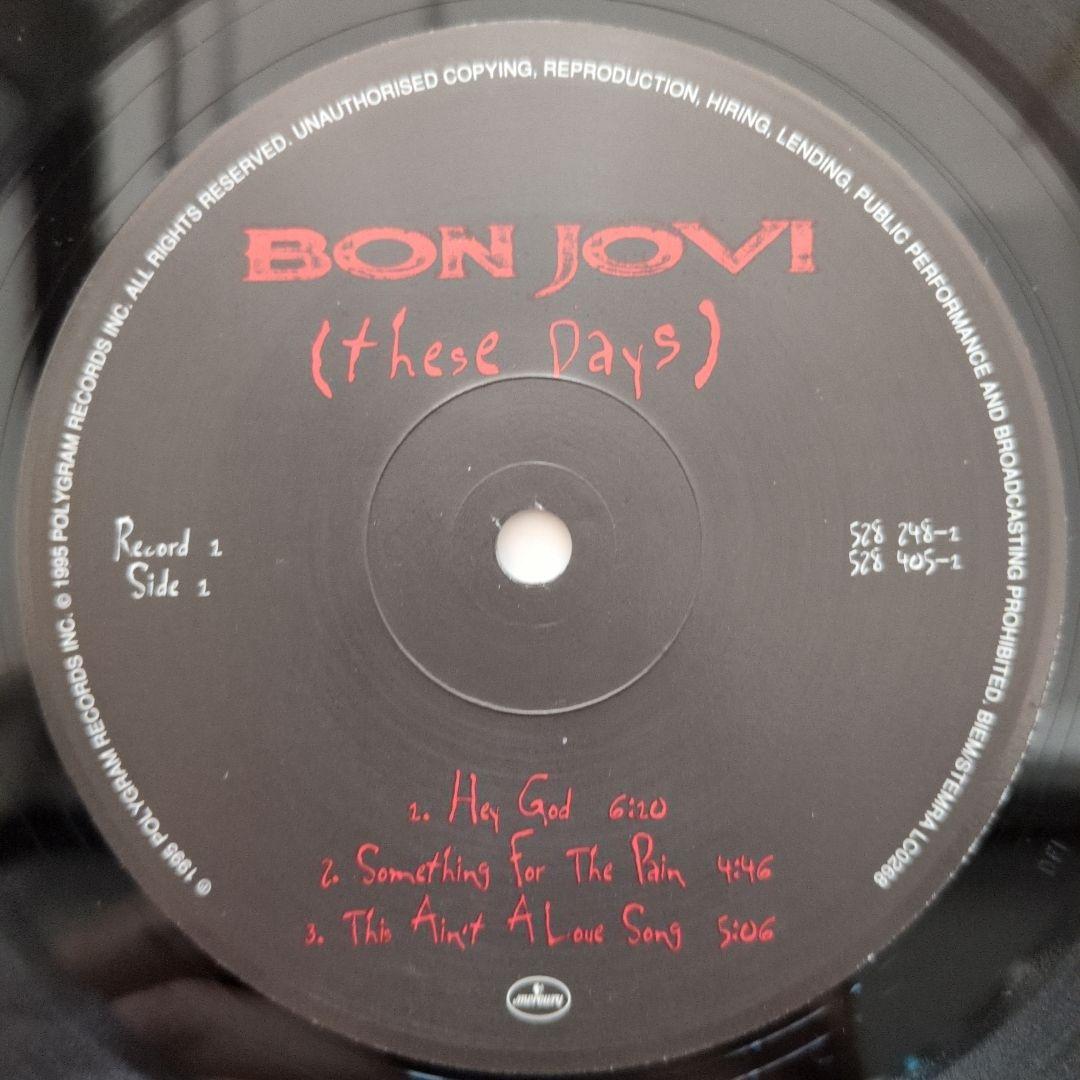 ℗ 1995 POLYGRAM RECORDS INC. © 1995 POLYGRAM RECORDS INC. ALL RIGHTS RESERVED. UNAUTHORISED COPYING, REPRODUCTION, HIRING, LENDING, PUBLIC PERFORMANCE AND BROADCASTING PROHIBITED. BIEM/STEMRA LC0268
BON JOVI
(these Days)
Record 1
Side 1
528 248-1
528 405-1
1. Hey God 6:10
2. Something For The Pain 4:46
3. This Ain't A Love Song 5:06
mercury